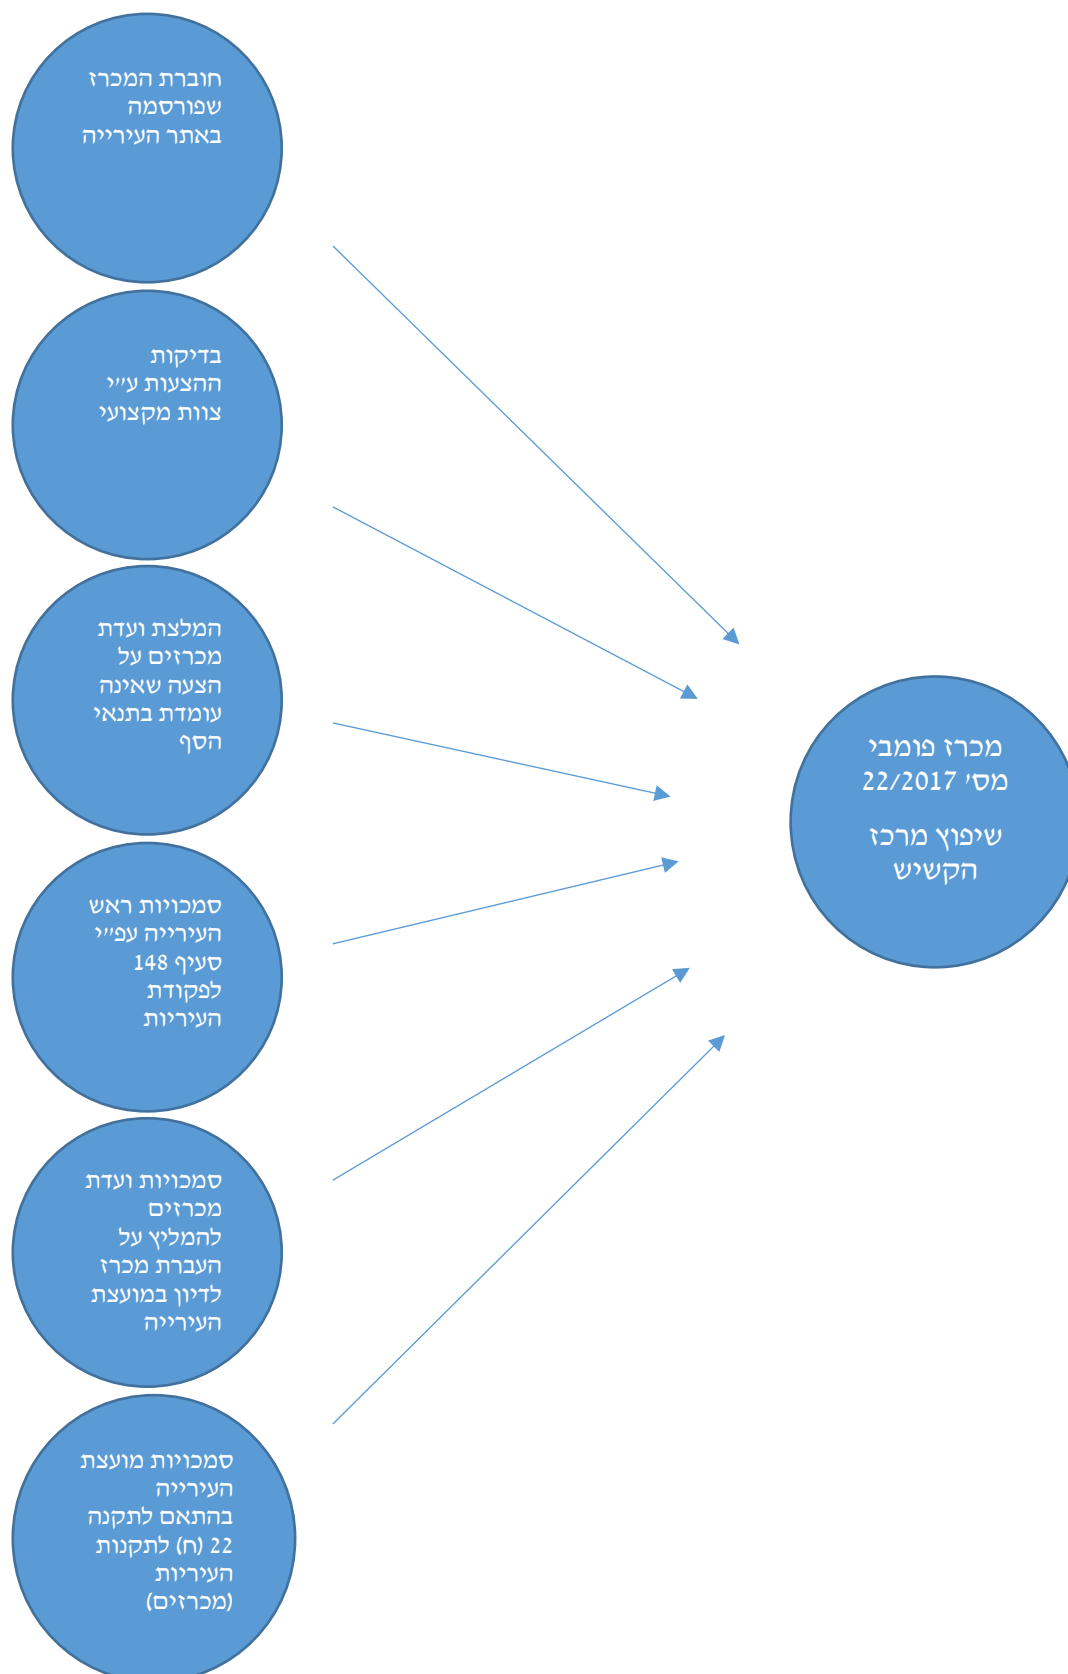 חוברת המכרז
שפורסמה
באתר העירייה
בדיקות
ההצעות ע״י
צוות מקצועי
המלצת ועדת
מכרזים על
הצעה שאינה
עומדת בתנאי
הסף
סמכויות ראש
העירייה עפ״י
סעיף 148
לפקודת
העיריות
סמכויות ועדת
מכרזים
להמליץ על
העברת מכרז
לדיון במועצת
העירייה
סמכויות מועצת
העירייה
בהתאם לתקנה
22 (ח) לתקנות
העיריות
(מכרזים)
מכרז פומבי
מס׳ 22/2017
שיפוץ מרכז
הקשיש